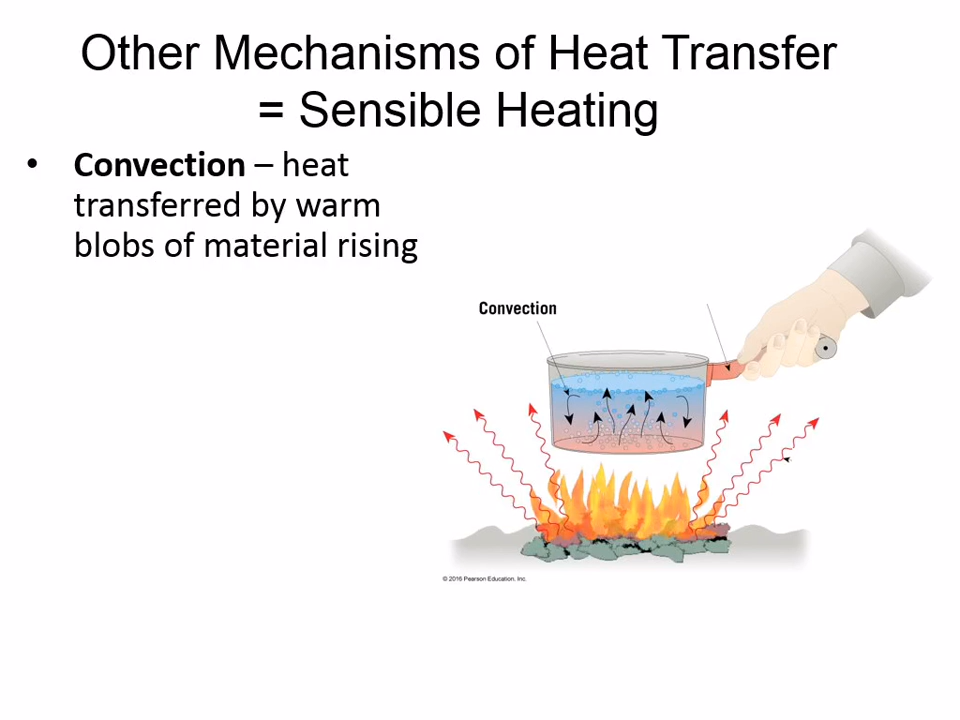 Other Mechanisms of Heat Transfer
= Sensible Heating
• Convection – heat
transferred by warm
blobs of material rising
Convection
© 2016 Pearson Education, Inc.